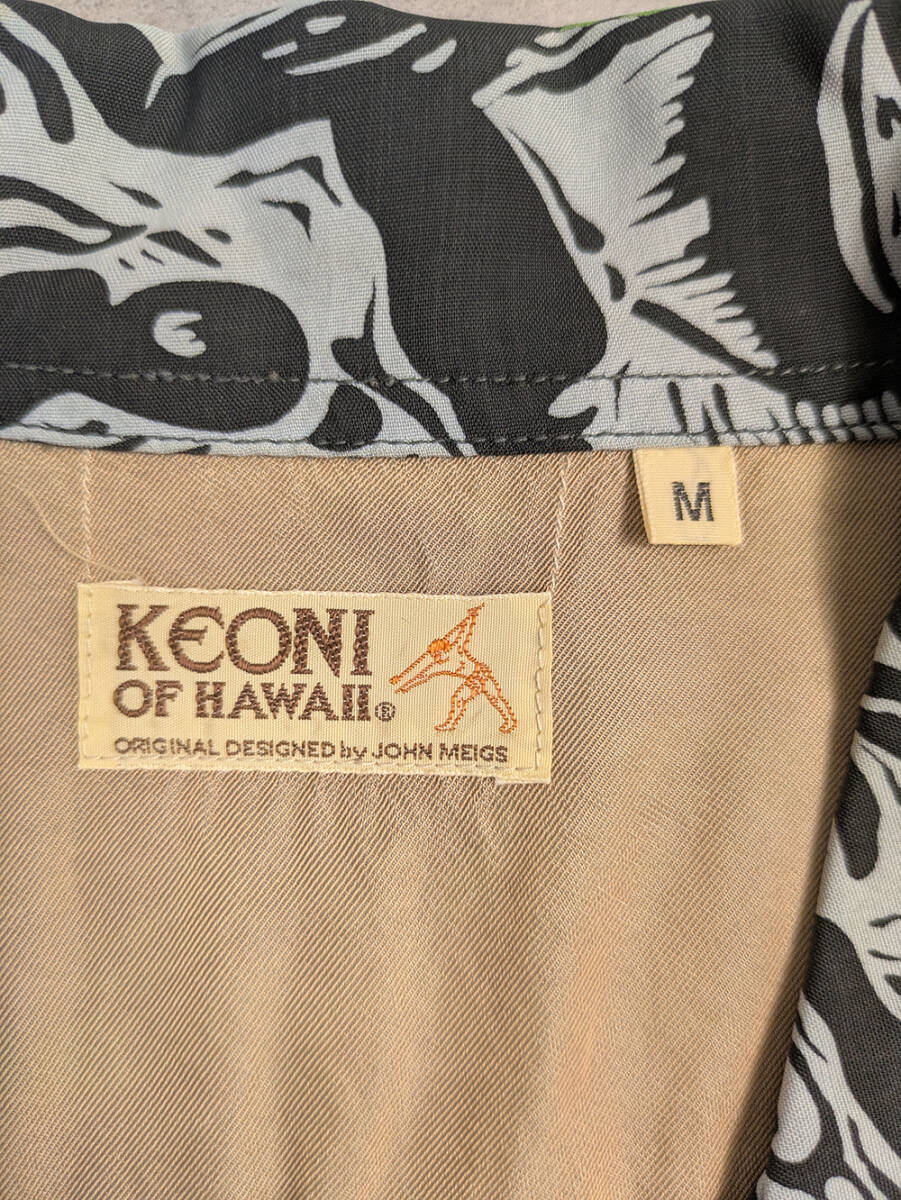 M
KEONI
OF HAWAII®
ORIGINAL DESIGNED by JOHN MEIGS